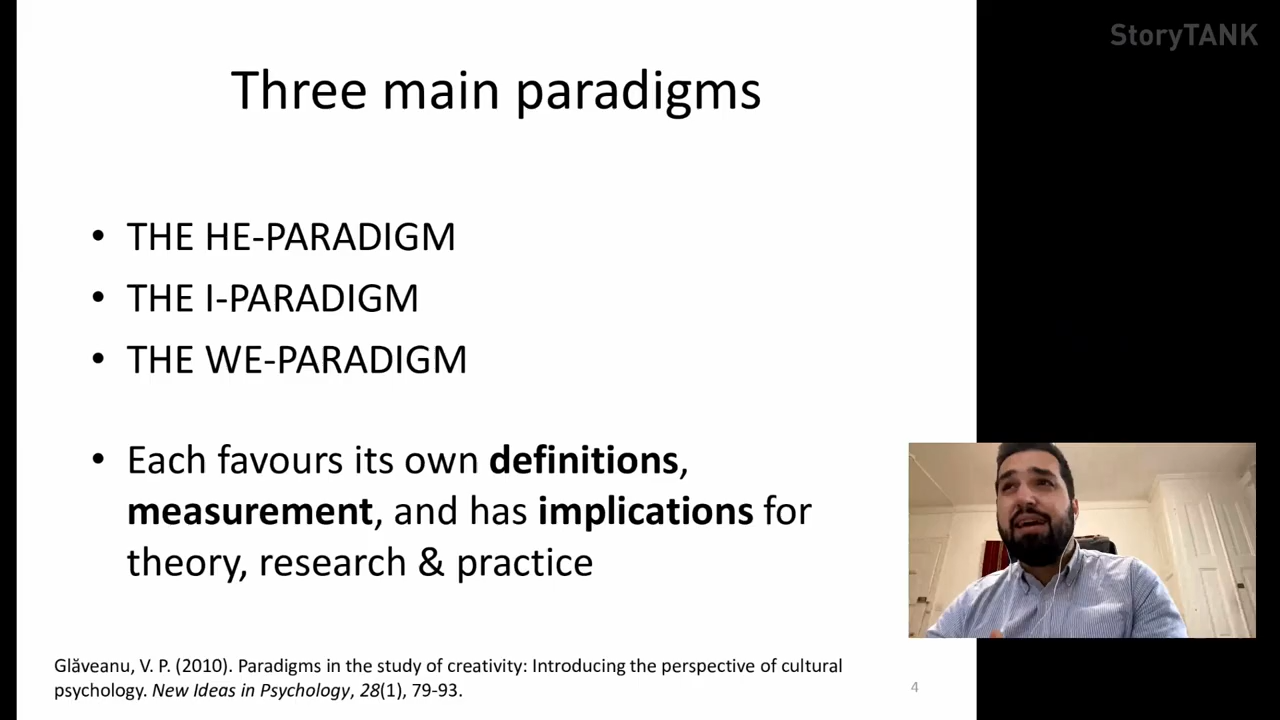 StoryTANK
Three main paradigms
• THE HE-PARADIGM
• THE I-PARADIGM
• THE WE-PARADIGM
• Each favours its own definitions,
measurement, and has implications for
theory, research & practice
Glăveanu, V. P. (2010). Paradigms in the study of creativity: Introducing the perspective of cultural
psychology. New Ideas in Psychology, 28(1), 79-93.
4